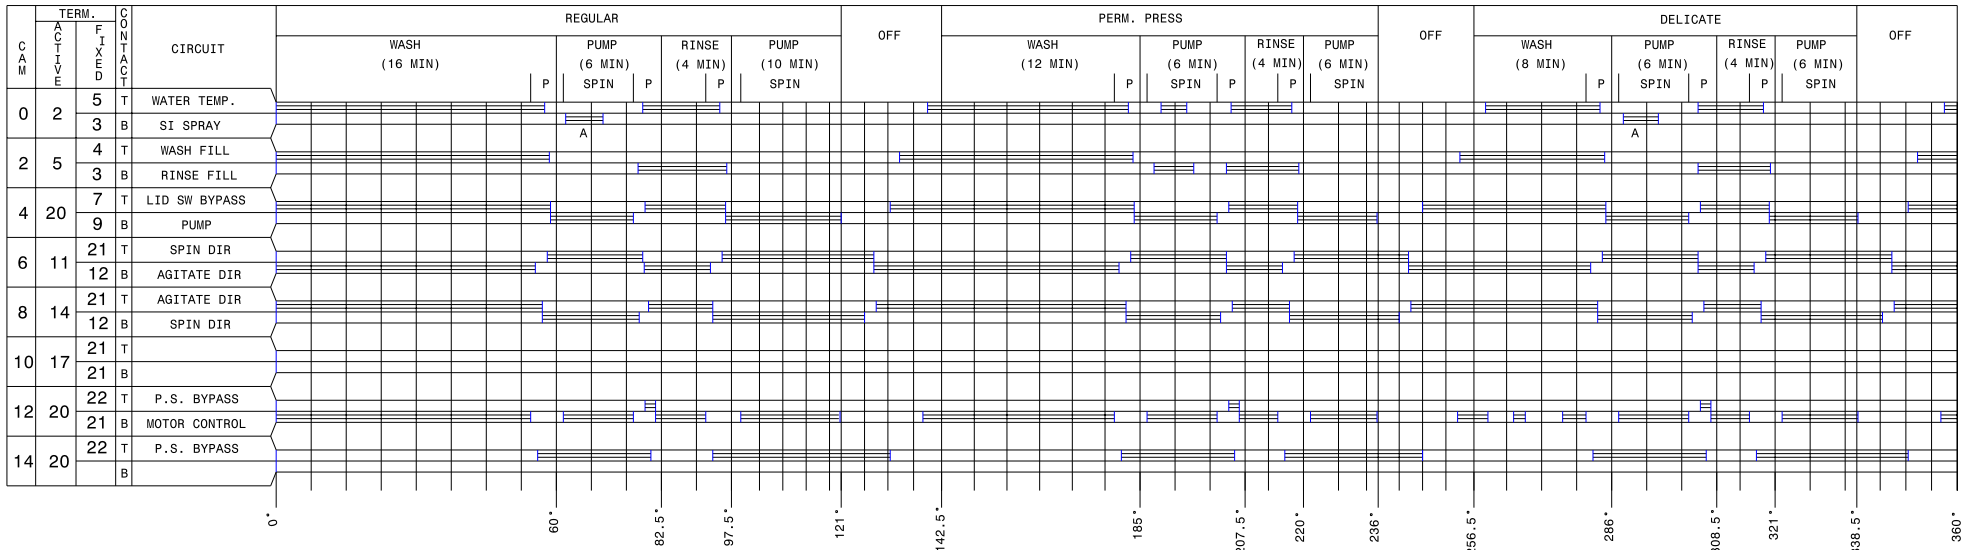 CAM
TERM.
ACTIVE
FIXED
CONTACT
CIRCUIT
REGULAR
OFF
PERM. PRESS
OFF
DELICATE
OFF
WASH
(16 MIN)
P
PUMP
(6 MIN)
SPIN
P
RINSE
(4 MIN)
P
PUMP
(10 MIN)
SPIN
WASH
(12 MIN)
P
PUMP
(6 MIN)
SPIN
P
RINSE
(4 MIN)
P
PUMP
(6 MIN)
SPIN
WASH
(8 MIN)
P
PUMP
(6 MIN)
SPIN
P
RINSE
(4 MIN)
P
PUMP
(6 MIN)
SPIN
0 2 5 T WATER TEMP.
3 B SI SPRAY
A A
2 5 4 T WASH FILL
3 B RINSE FILL
4 20 7 T LID SW BYPASS
9 B PUMP
6 11 21 T SPIN DIR
12 B AGITATE DIR
8 14 21 T AGITATE DIR
12 B SPIN DIR
10 17 21 T
21 B
12 20 22 T P.S. BYPASS
21 B MOTOR CONTROL
14 20 22 T P.S. BYPASS
B
0° 60° 82.5° 97.5° 121° 142.5° 185° 207.5° 220° 236° 256.5° 286° 308.5° 321° 338.5° 360°